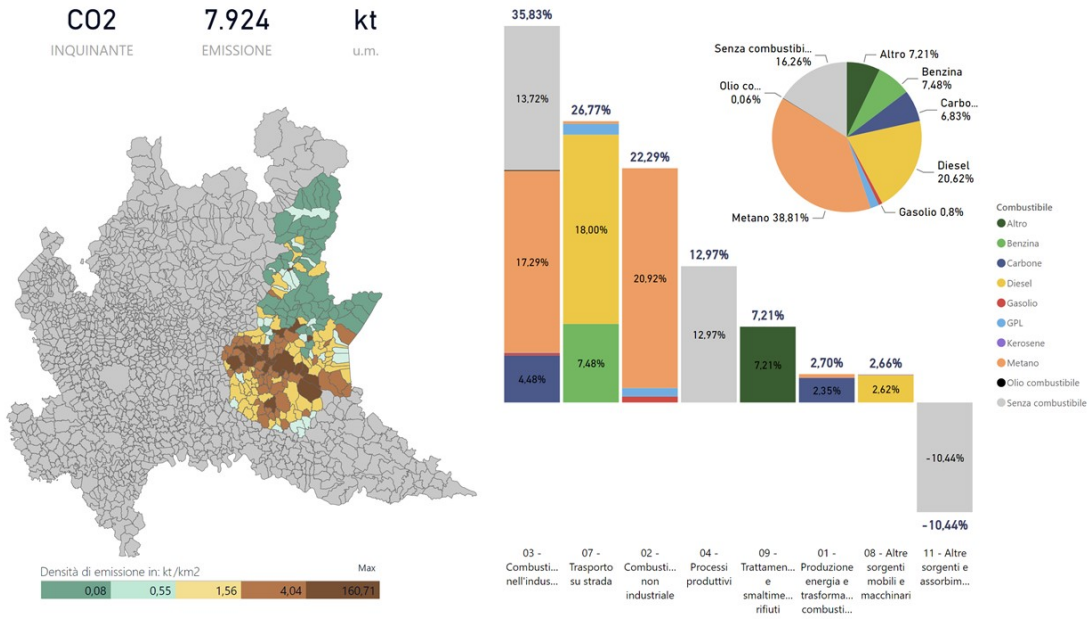 CO2
7.924
kt
INQUINANTE
EMISSIONE
u.m.
Densità di emissione in: kt/km2
Max
0,08
0,55
1,56
4,04
160,71
35,83%
13,72%
17,29%
4,48%
26,77%
18,00%
7,48%
22,29%
20,92%
12,97%
12,97%
7,21%
7,21%
2,70%
2,35%
2,66%
2,62%
-10,44%
-10,44%
03 -
Combusti...
nell'indus...
07 -
Trasporto
su strada
02 -
Combusti...
non
industriale
04 -
Processi
produttivi
09 -
Trattamen...
e
smaltime...
rifiuti
01 -
Produzione
energia e
trasforma...
combusti...
08 - Altre
sorgenti
mobili e
macchinari
11 - Altre
sorgenti e
assorbim...
Senza combustibi...
16,26%
Altro 7,21%
Benzina
7,48%
Olio co...
0,06%
Carbo...
6,83%
Diesel
20,62%
Gasolio 0,8%
Metano 38,81%
Combustibile
Altro
Benzina
Carbone
Diesel
Gasolio
GPL
Kerosene
Metano
Olio combustibile
Senza combustibile